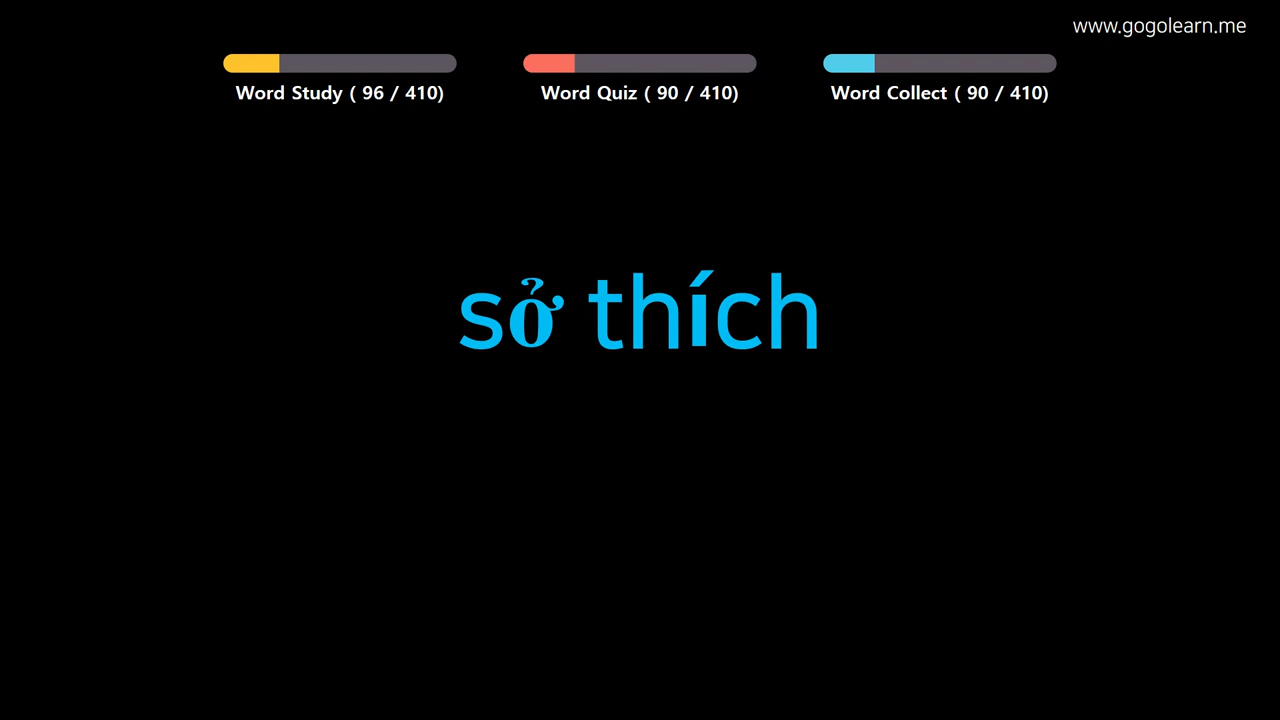 www.gogolearn.me
Word Study ( 96 / 410)
Word Quiz ( 90 / 410)
Word Collect ( 90 / 410)
sở thích